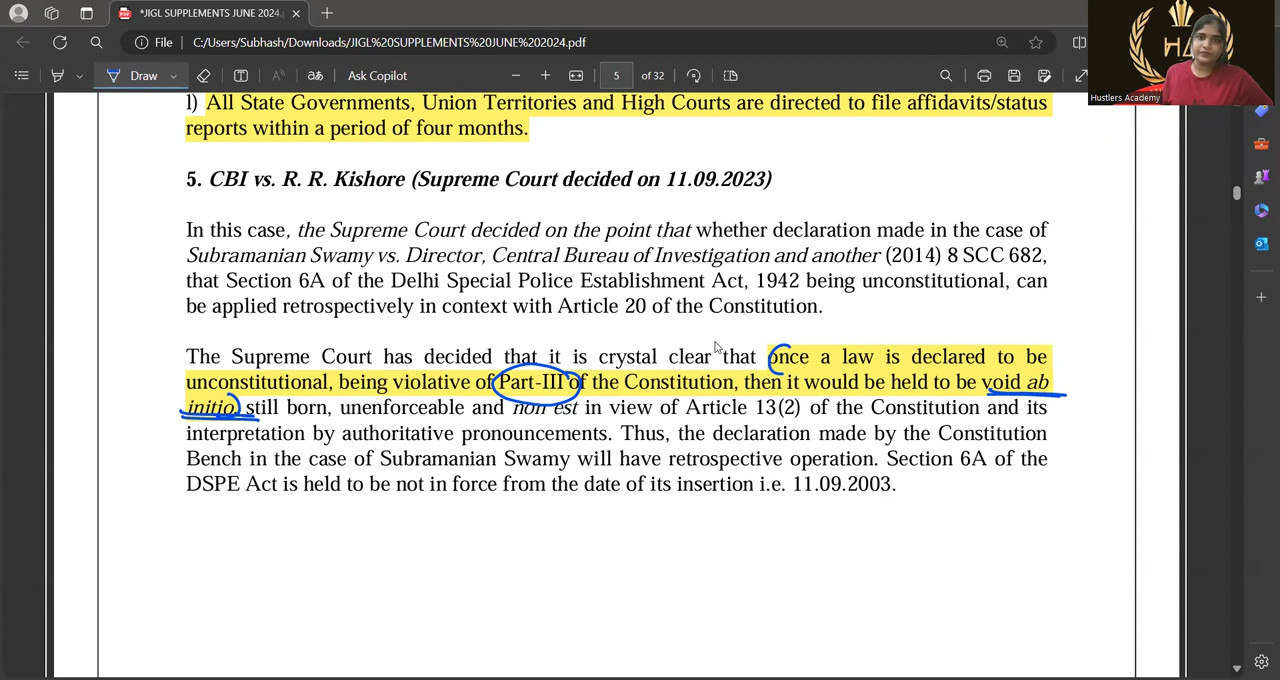 *JIGL SUPPLEMENTS JUNE 2024.
File C:/Users/Subhash/Downloads/JIGL%20SUPPLEMENTS%20JUNE%202024.pdf
Draw Ask Copilot 5 of 32
Hustlers Academy
l) All State Governments, Union Territories and High Courts are directed to file affidavits/status
reports within a period of four months.
5. CBI vs. R. R. Kishore (Supreme Court decided on 11.09.2023)
In this case, the Supreme Court decided on the point that whether declaration made in the case of
Subramanian Swamy vs. Director, Central Bureau of Investigation and another (2014) 8 SCC 682,
that Section 6A of the Delhi Special Police Establishment Act, 1942 being unconstitutional, can
be applied retrospectively in context with Article 20 of the Constitution.
The Supreme Court has decided that it is crystal clear that once a law is declared to be
unconstitutional, being violative of Part-III of the Constitution, then it would be held to be void ab
initio, still born, unenforceable and non est in view of Article 13(2) of the Constitution and its
interpretation by authoritative pronouncements. Thus, the declaration made by the Constitution
Bench in the case of Subramanian Swamy will have retrospective operation. Section 6A of the
DSPE Act is held to be not in force from the date of its insertion i.e. 11.09.2003.